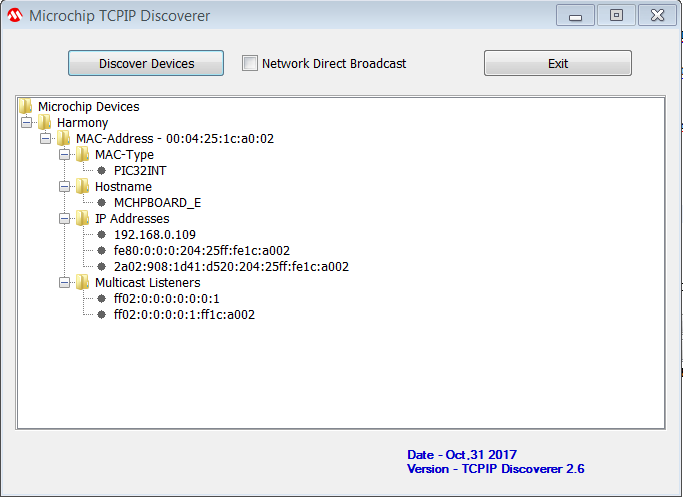 Microchip TCPIP Discoverer
Discover Devices
Network Direct Broadcast
Exit
Microchip Devices
Harmony
MAC-Address - 00:04:25:1c:a0:02
MAC-Type
PIC32INT
Hostname
MCHPBOARD_E
IP Addresses
192.168.0.109
fe80:0:0:0:204:25ff:fe1c:a002
2a02:908:1d41:d520:204:25ff:fe1c:a002
Multicast Listeners
ff02:0:0:0:0:0:0:1
ff02:0:0:0:0:1:ff1c:a002
Date - Oct,31 2017
Version - TCPIP Discoverer 2.6